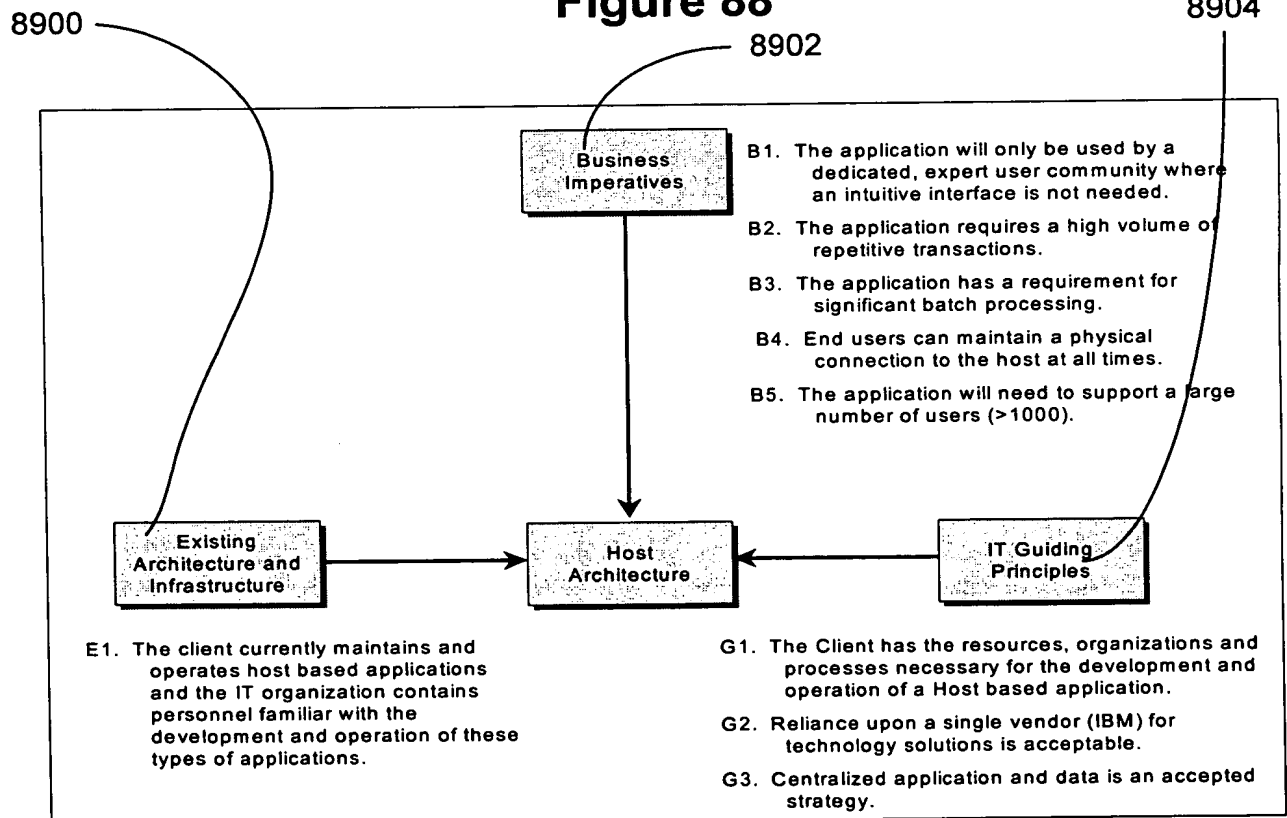 Figure 88
8900
8902
8904
Business
Imperatives
B1. The application will only be used by a
dedicated, expert user community where
an intuitive interface is not needed.
B2. The application requires a high volume of
repetitive transactions.
B3. The application has a requirement for
significant batch processing.
B4. End users can maintain a physical
connection to the host at all times.
B5. The application will need to support a large
number of users (>1000).
Existing
Architecture and
Infrastructure
Host
Architecture
IT Guiding
Principles
E1. The client currently maintains and
operates host based applications
and the IT organization contains
personnel familiar with the
development and operation of these
types of applications.
G1. The Client has the resources, organizations and
processes necessary for the development and
operation of a Host based application.
G2. Reliance upon a single vendor (IBM) for
technology solutions is acceptable.
G3. Centralized application and data is an accepted
strategy.